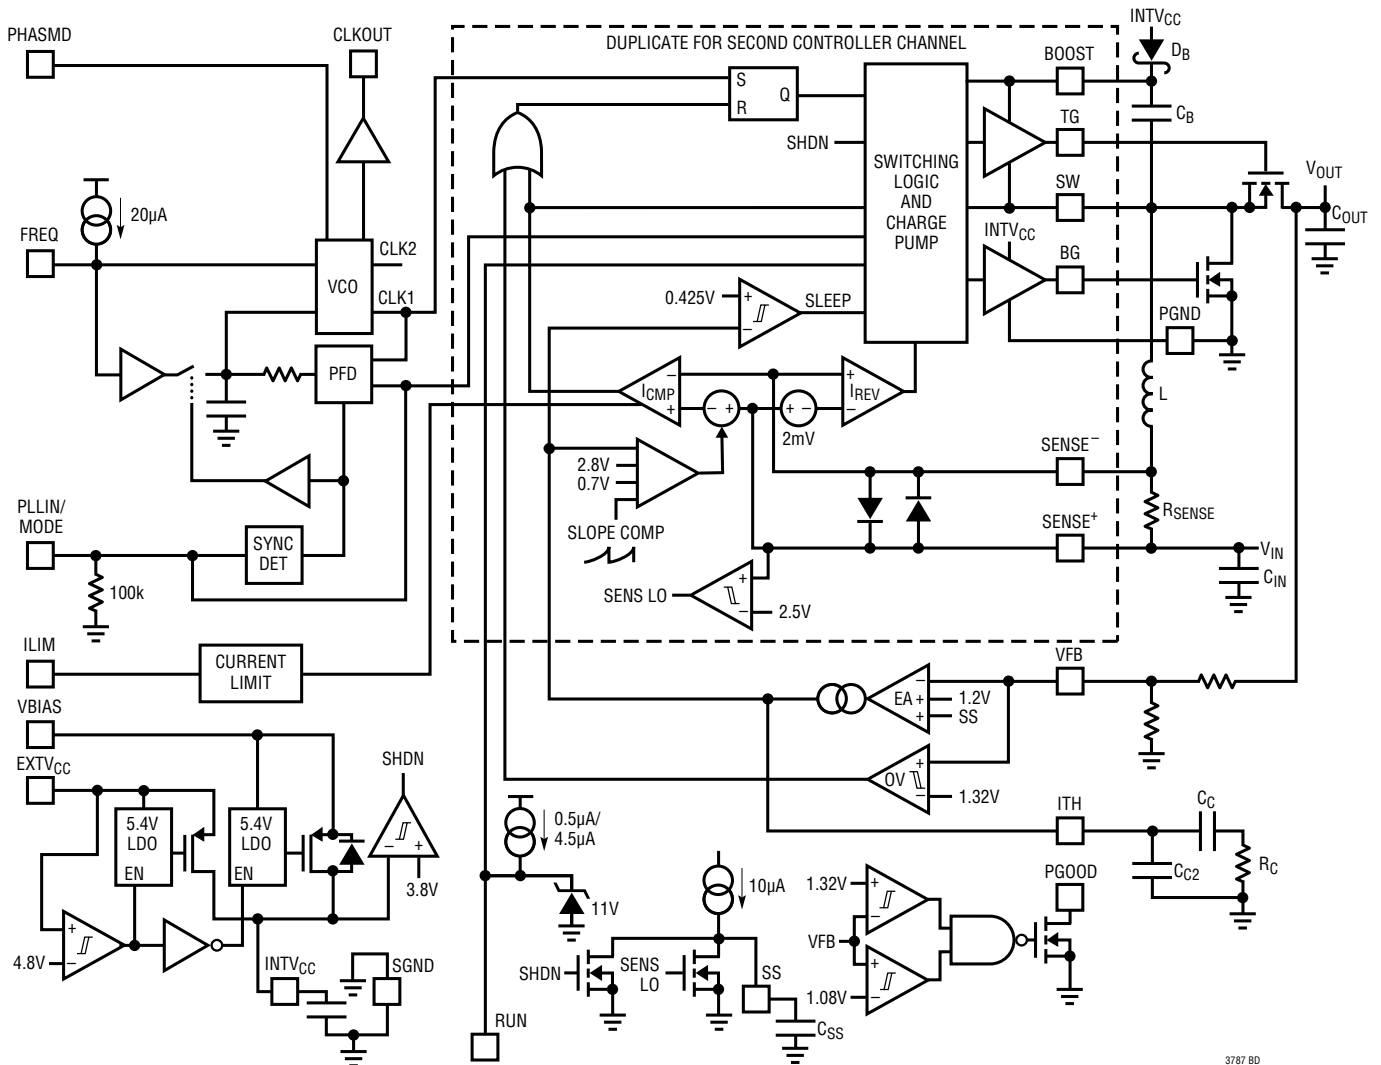 PHASMD
CLKOUT
DUPLICATE FOR SECOND CONTROLLER CHANNEL
INTVCC
DB
BOOST
CB
S
R
Q
SHDN
SWITCHING
LOGIC
AND
CHARGE
PUMP
TG
SW
VOUT
COUT
20µA
FREQ
VCO
CLK2
CLK1
INTVCC
BG
PGND
0.425V
+
–
SLEEP
PFD
ICMP
–
+
– +
+ –
2mV
+
–
IREV
L
2.8V
0.7V
SLOPE COMP
SENSE–
SENSE+
RSENSE
VIN
CIN
PLLIN/
MODE
SYNC
DET
100k
SENS LO
+
–
2.5V
ILIM
CURRENT
LIMIT
VFB
EA
–
+
+
1.2V
SS
OV
+
–
1.32V
VBIAS
EXTVCC
SHDN
5.4V
LDO
EN
5.4V
LDO
EN
–
+
3.8V
+
–
4.8V
INTVCC
SGND
0.5µA/
4.5µA
11V
RUN
10µA
SHDN
SENS
LO
SS
CSS
ITH
CC
CC2
RC
PGOOD
1.32V
+
–
VFB
+
–
1.08V
3787 BD